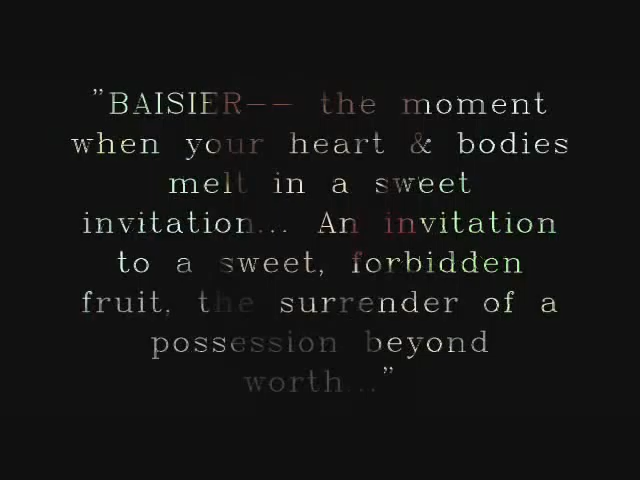 "BAISIER-- the moment
when your heart & bodies
melt in a sweet
invitation... An invitation
to a sweet, forbidden
fruit, the surrender of a
possession beyond
worth..."